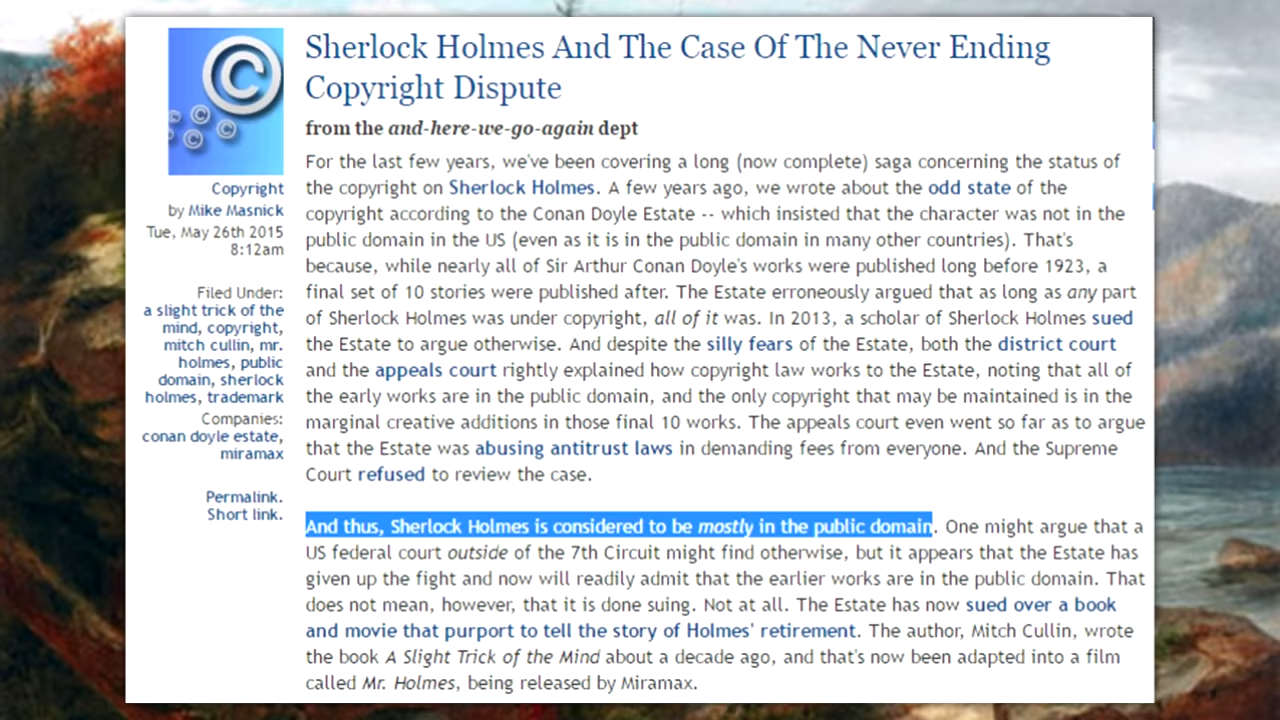 Sherlock Holmes And The Case Of The Never Ending
Copyright Dispute
from the and-here-we-go-again dept
Copyright
by Mike Masnick
Tue, May 26th 2015
8:12am
Filed Under:
a slight trick of the
mind, copyright,
mitch cullin, mr.
holmes, public
domain, sherlock
holmes, trademark
Companies:
conan doyle estate,
miramax
Permalink.
Short link.
For the last few years, we've been covering a long (now complete) saga concerning the status of
the copyright on Sherlock Holmes. A few years ago, we wrote about the odd state of the
copyright according to the Conan Doyle Estate -- which insisted that the character was not in the
public domain in the US (even as it is in the public domain in many other countries). That's
because, while nearly all of Sir Arthur Conan Doyle's works were published long before 1923, a
final set of 10 stories were published after. The Estate erroneously argued that as long as any part
of Sherlock Holmes was under copyright, all of it was. In 2013, a scholar of Sherlock Holmes sued
the Estate to argue otherwise. And despite the silly fears of the Estate, both the district court
and the appeals court rightly explained how copyright law works to the Estate, noting that all of
the early works are in the public domain, and the only copyright that may be maintained is in the
marginal creative additions in those final 10 works. The appeals court even went so far as to argue
that the Estate was abusing antitrust laws in demanding fees from everyone. And the Supreme
Court refused to review the case.
And thus, Sherlock Holmes is considered to be mostly in the public domain. One might argue that a
US federal court outside of the 7th Circuit might find otherwise, but it appears that the Estate has
given up the fight and now will readily admit that the earlier works are in the public domain. That
does not mean, however, that it is done suing. Not at all. The Estate has now sued over a book
and movie that purport to tell the story of Holmes' retirement. The author, Mitch Cullin, wrote
the book A Slight Trick of the Mind about a decade ago, and that's now been adapted into a film
called Mr. Holmes, being released by Miramax.